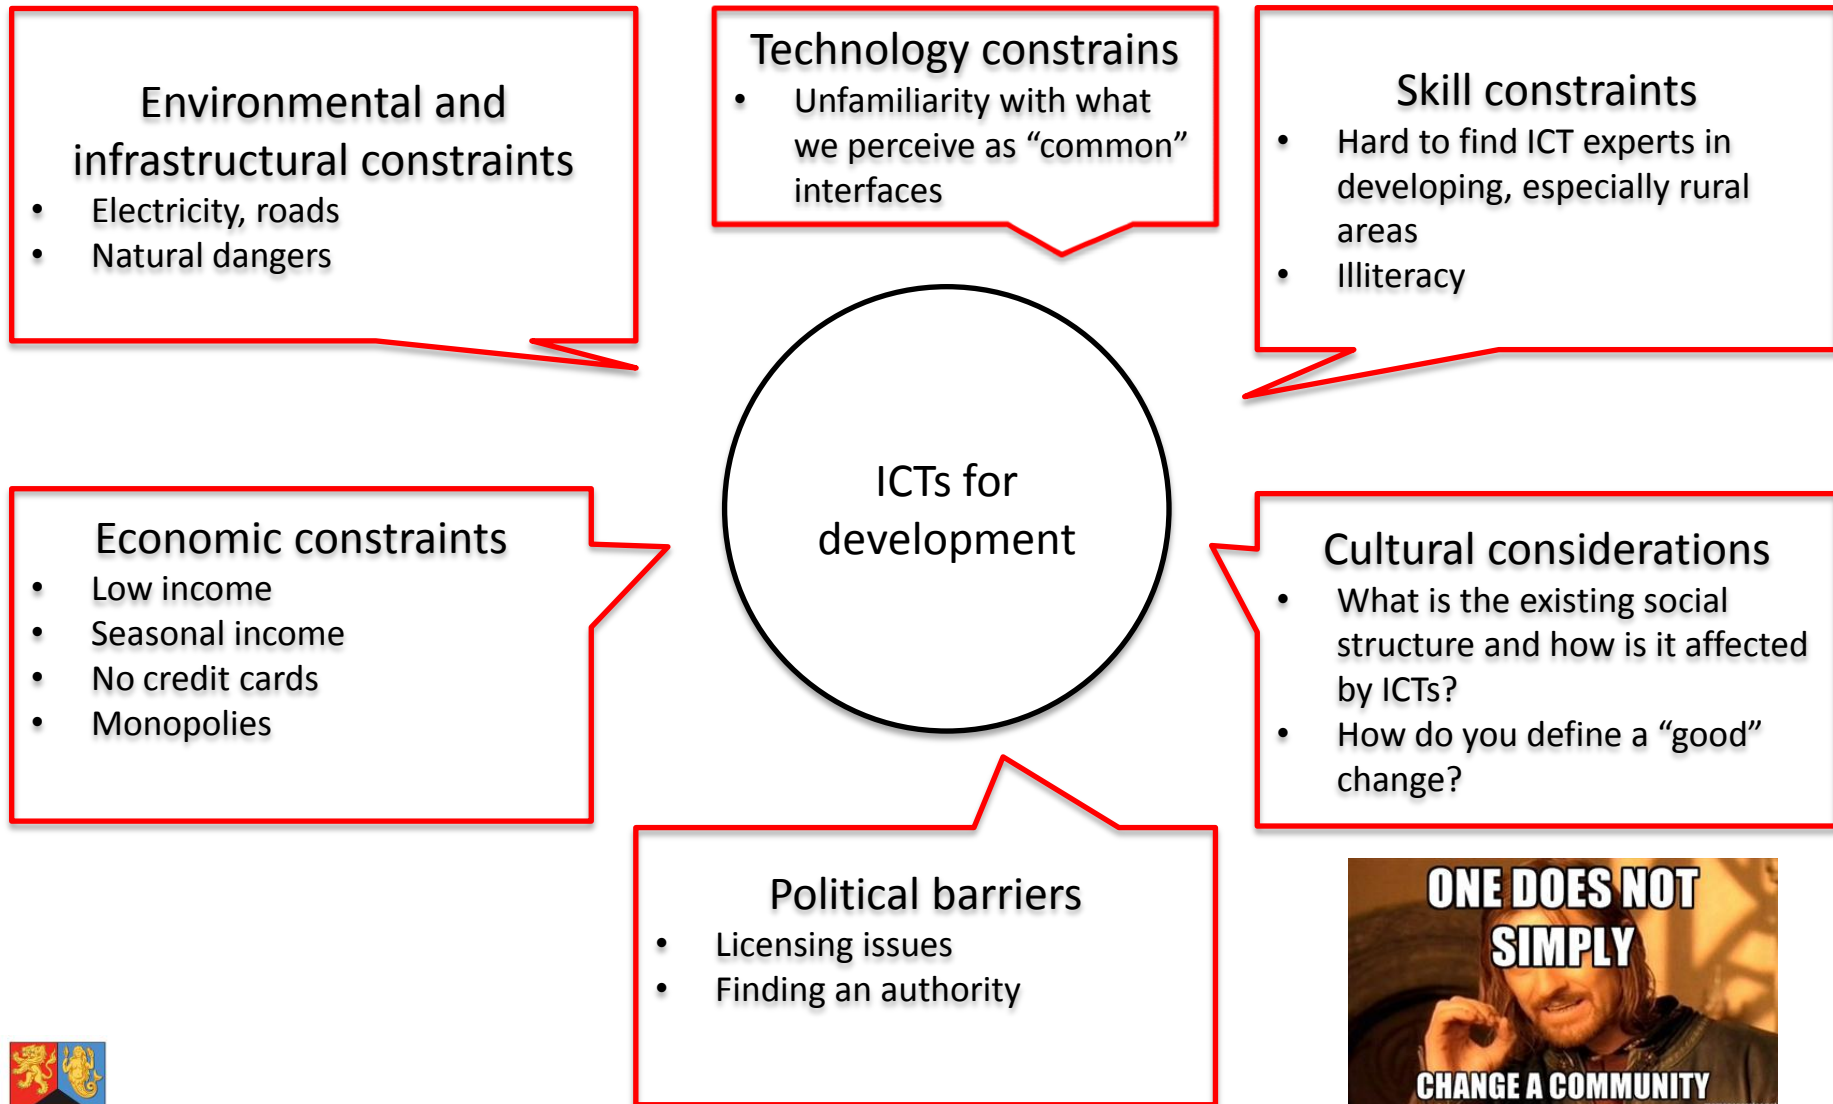 Environmental and
infrastructural constraints
• Electricity, roads
• Natural dangers
Technology constrains
• Unfamiliarity with what
we perceive as “common”
interfaces
Skill constraints
• Hard to find ICT experts in
developing, especially rural
areas
• Illiteracy
ICTs for
development
Economic constraints
• Low income
• Seasonal income
• No credit cards
• Monopolies
Cultural considerations
• What is the existing social
structure and how is it affected
by ICTs?
• How do you define a “good”
change?
Political barriers
• Licensing issues
• Finding an authority
ONE DOES NOT
SIMPLY
CHANGE A COMMUNITY